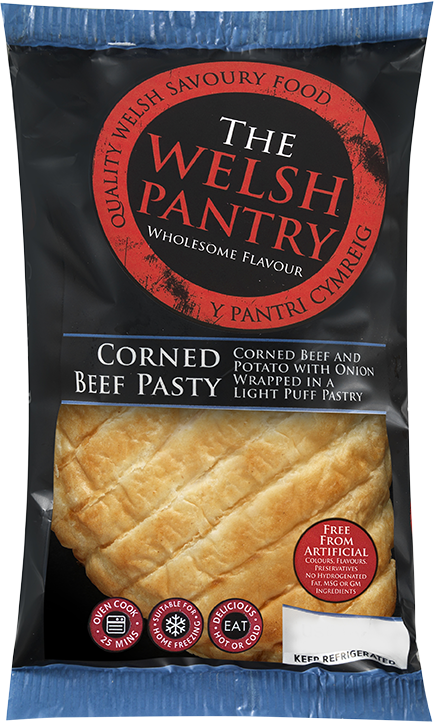 QUALITY WELSH SAVOURY FOOD
THE
WELSH
PANTRY
WHOLESOME FLAVOUR
Y PANTRI CYMREIG
CORNED
BEEF PASTY
CORNED BEEF AND
POTATO WITH ONION
WRAPPED IN A
LIGHT PUFF PASTRY
FREE
FROM
ARTIFICIAL
COLOURS, FLAVOURS,
PRESERVATIVES
NO HYDROGENATED
FAT, MSG OR GM
INGREDIENTS
OVEN COOK
25 MINS
SUITABLE FOR
HOME FREEZING
DELICIOUS
EAT
HOT OR COLD
KEEP REFRIGERATED